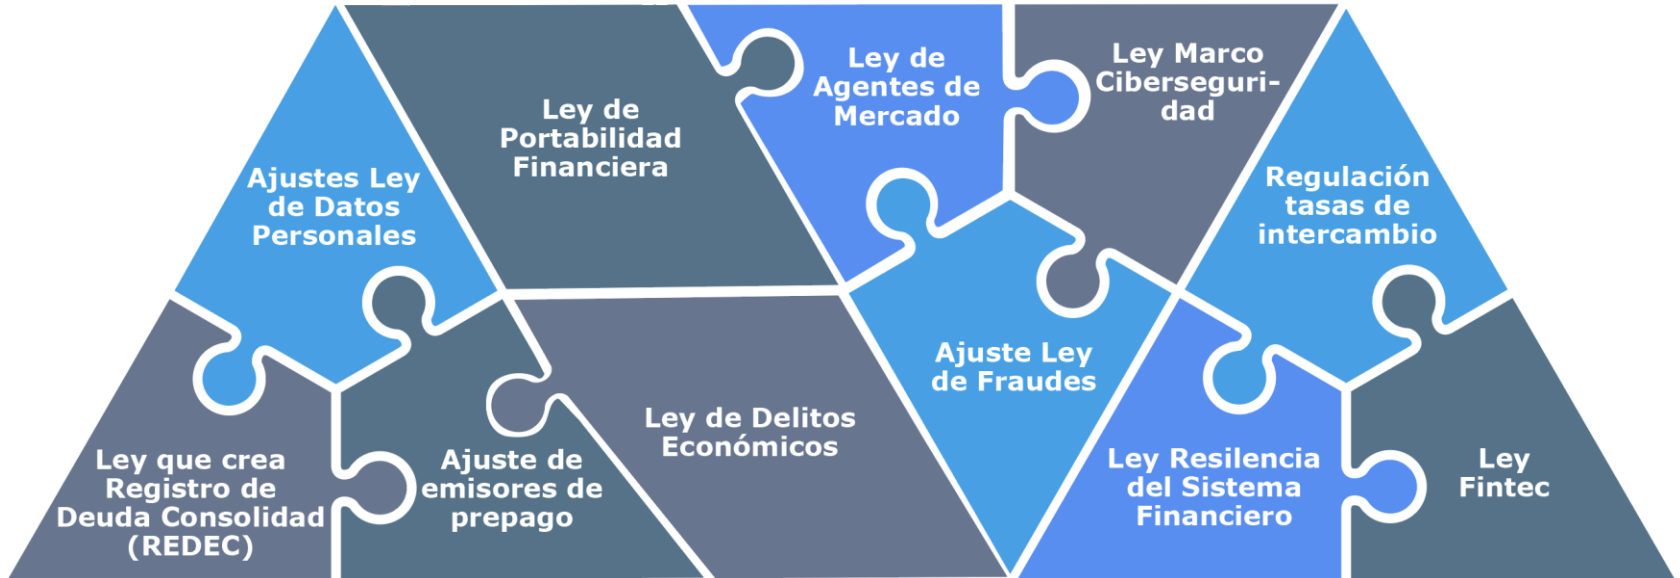 Ajustes Ley
de Datos
Personales
Ley de
Portabilidad
Financiera
Ley de
Agentes de
Mercado
Ley Marco
Ciberseguri-
dad
Regulación
tasas de
intercambio
Ley que crea
Registro de
Deuda Consolidad
(REDEC)
Ajuste de
emisores de
prepago
Ley de Delitos
Económicos
Ajuste Ley
de Fraudes
Ley Resilencia
del Sistema
Financiero
Ley
Fintec